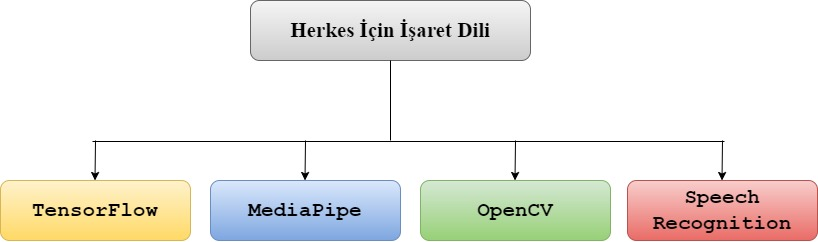 Herkes İçin İşaret Dili
TensorFlow
MediaPipe
OpenCV
Speech
Recognition